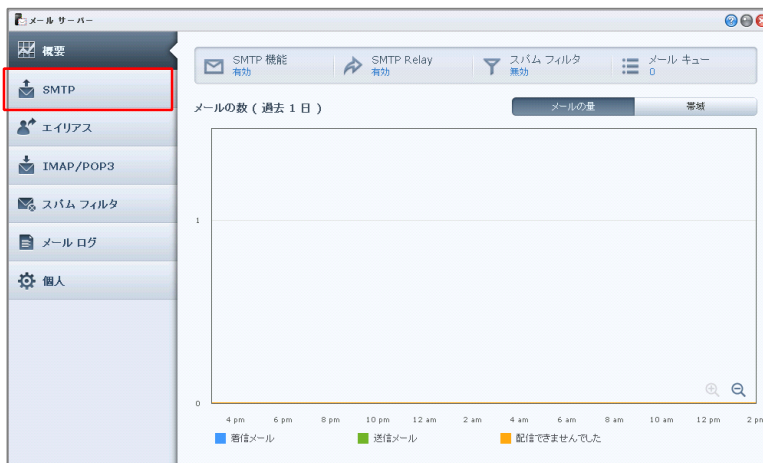 メール サーバー
概要
SMTP
エイリアス
IMAP/POP3
スパム フィルタ
メール ログ
個人
SMTP 機能
有効
SMTP Relay
有効
スパム フィルタ
無効
メール キュー
0
メールの数 ( 過去 1 日 )
メールの量
帯域
1
0
4 pm 6 pm 8 pm 10 pm 12 am 2 am 4 am 6 am 8 am 10 am 12 pm 2 pm
着信メール 送信メール 配信できませんでした